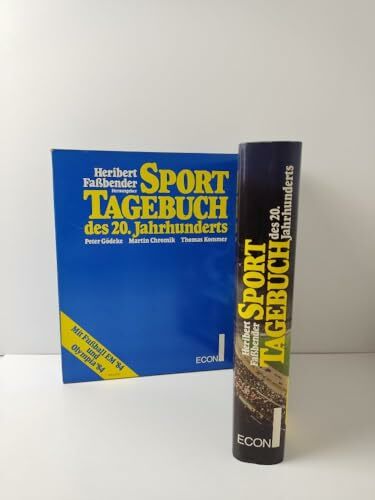 Heribert
Faßbender
Herausgeber
SPORT
TAGEBUCH
des 20. Jahrhunderts
Peter Gödeke Martin Chromik Thomas Kommer
Mit Fußball EM '84
und
Olympia '84
ECON
Heribert
Faßbender
SPORT
TAGEBUCH
des 20.
Jahrhunderts
ECON